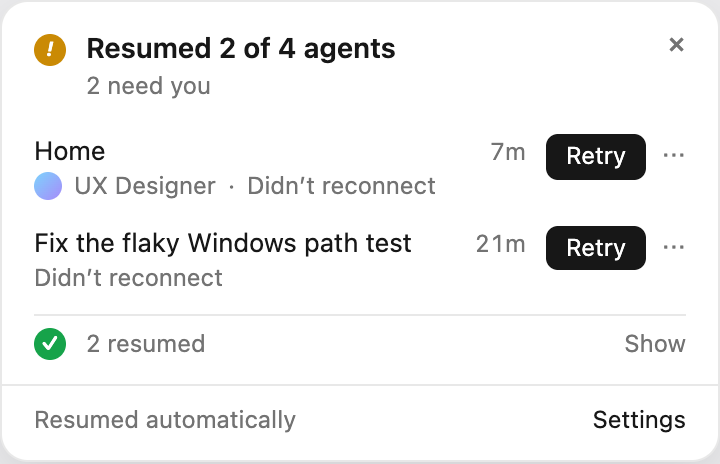 Resumed 2 of 4 agents
2 need you
Home 7m Retry
UX Designer · Didn’t reconnect
Fix the flaky Windows path test 21m Retry
Didn’t reconnect
2 resumed Show
Resumed automatically Settings